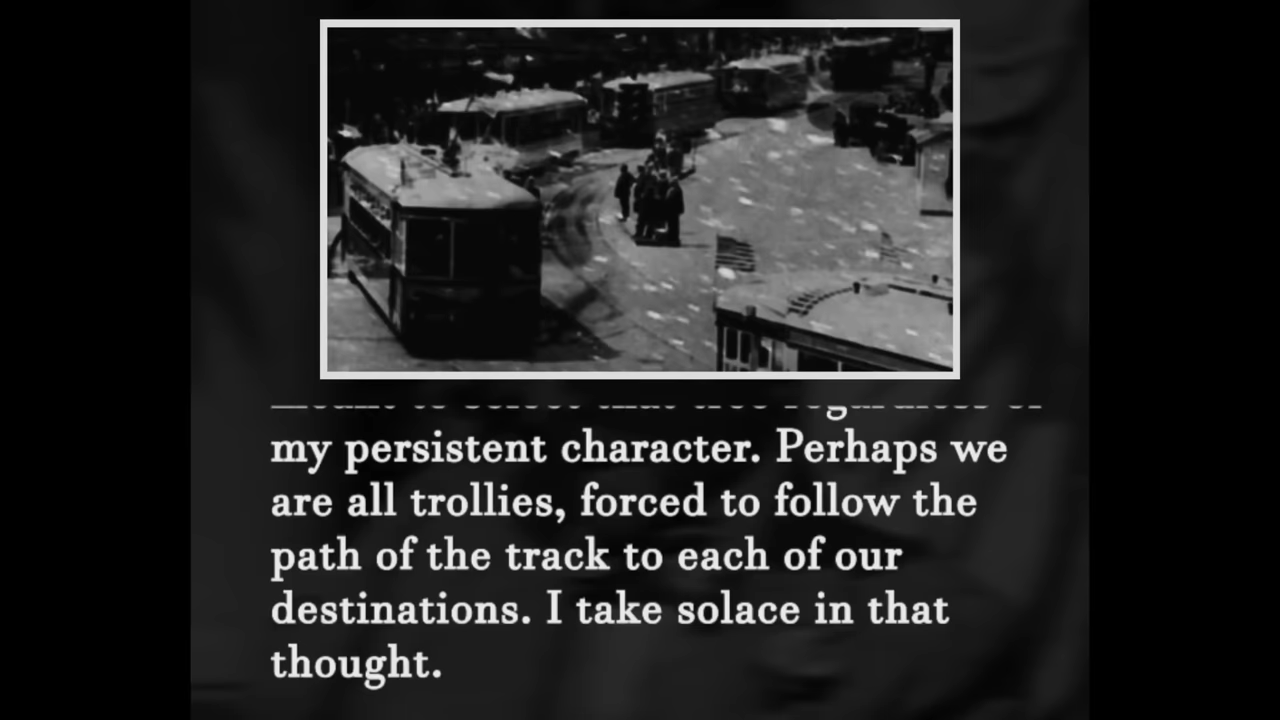 my persistent character. Perhaps we
are all trollies, forced to follow the
path of the track to each of our
destinations. I take solace in that
thought.